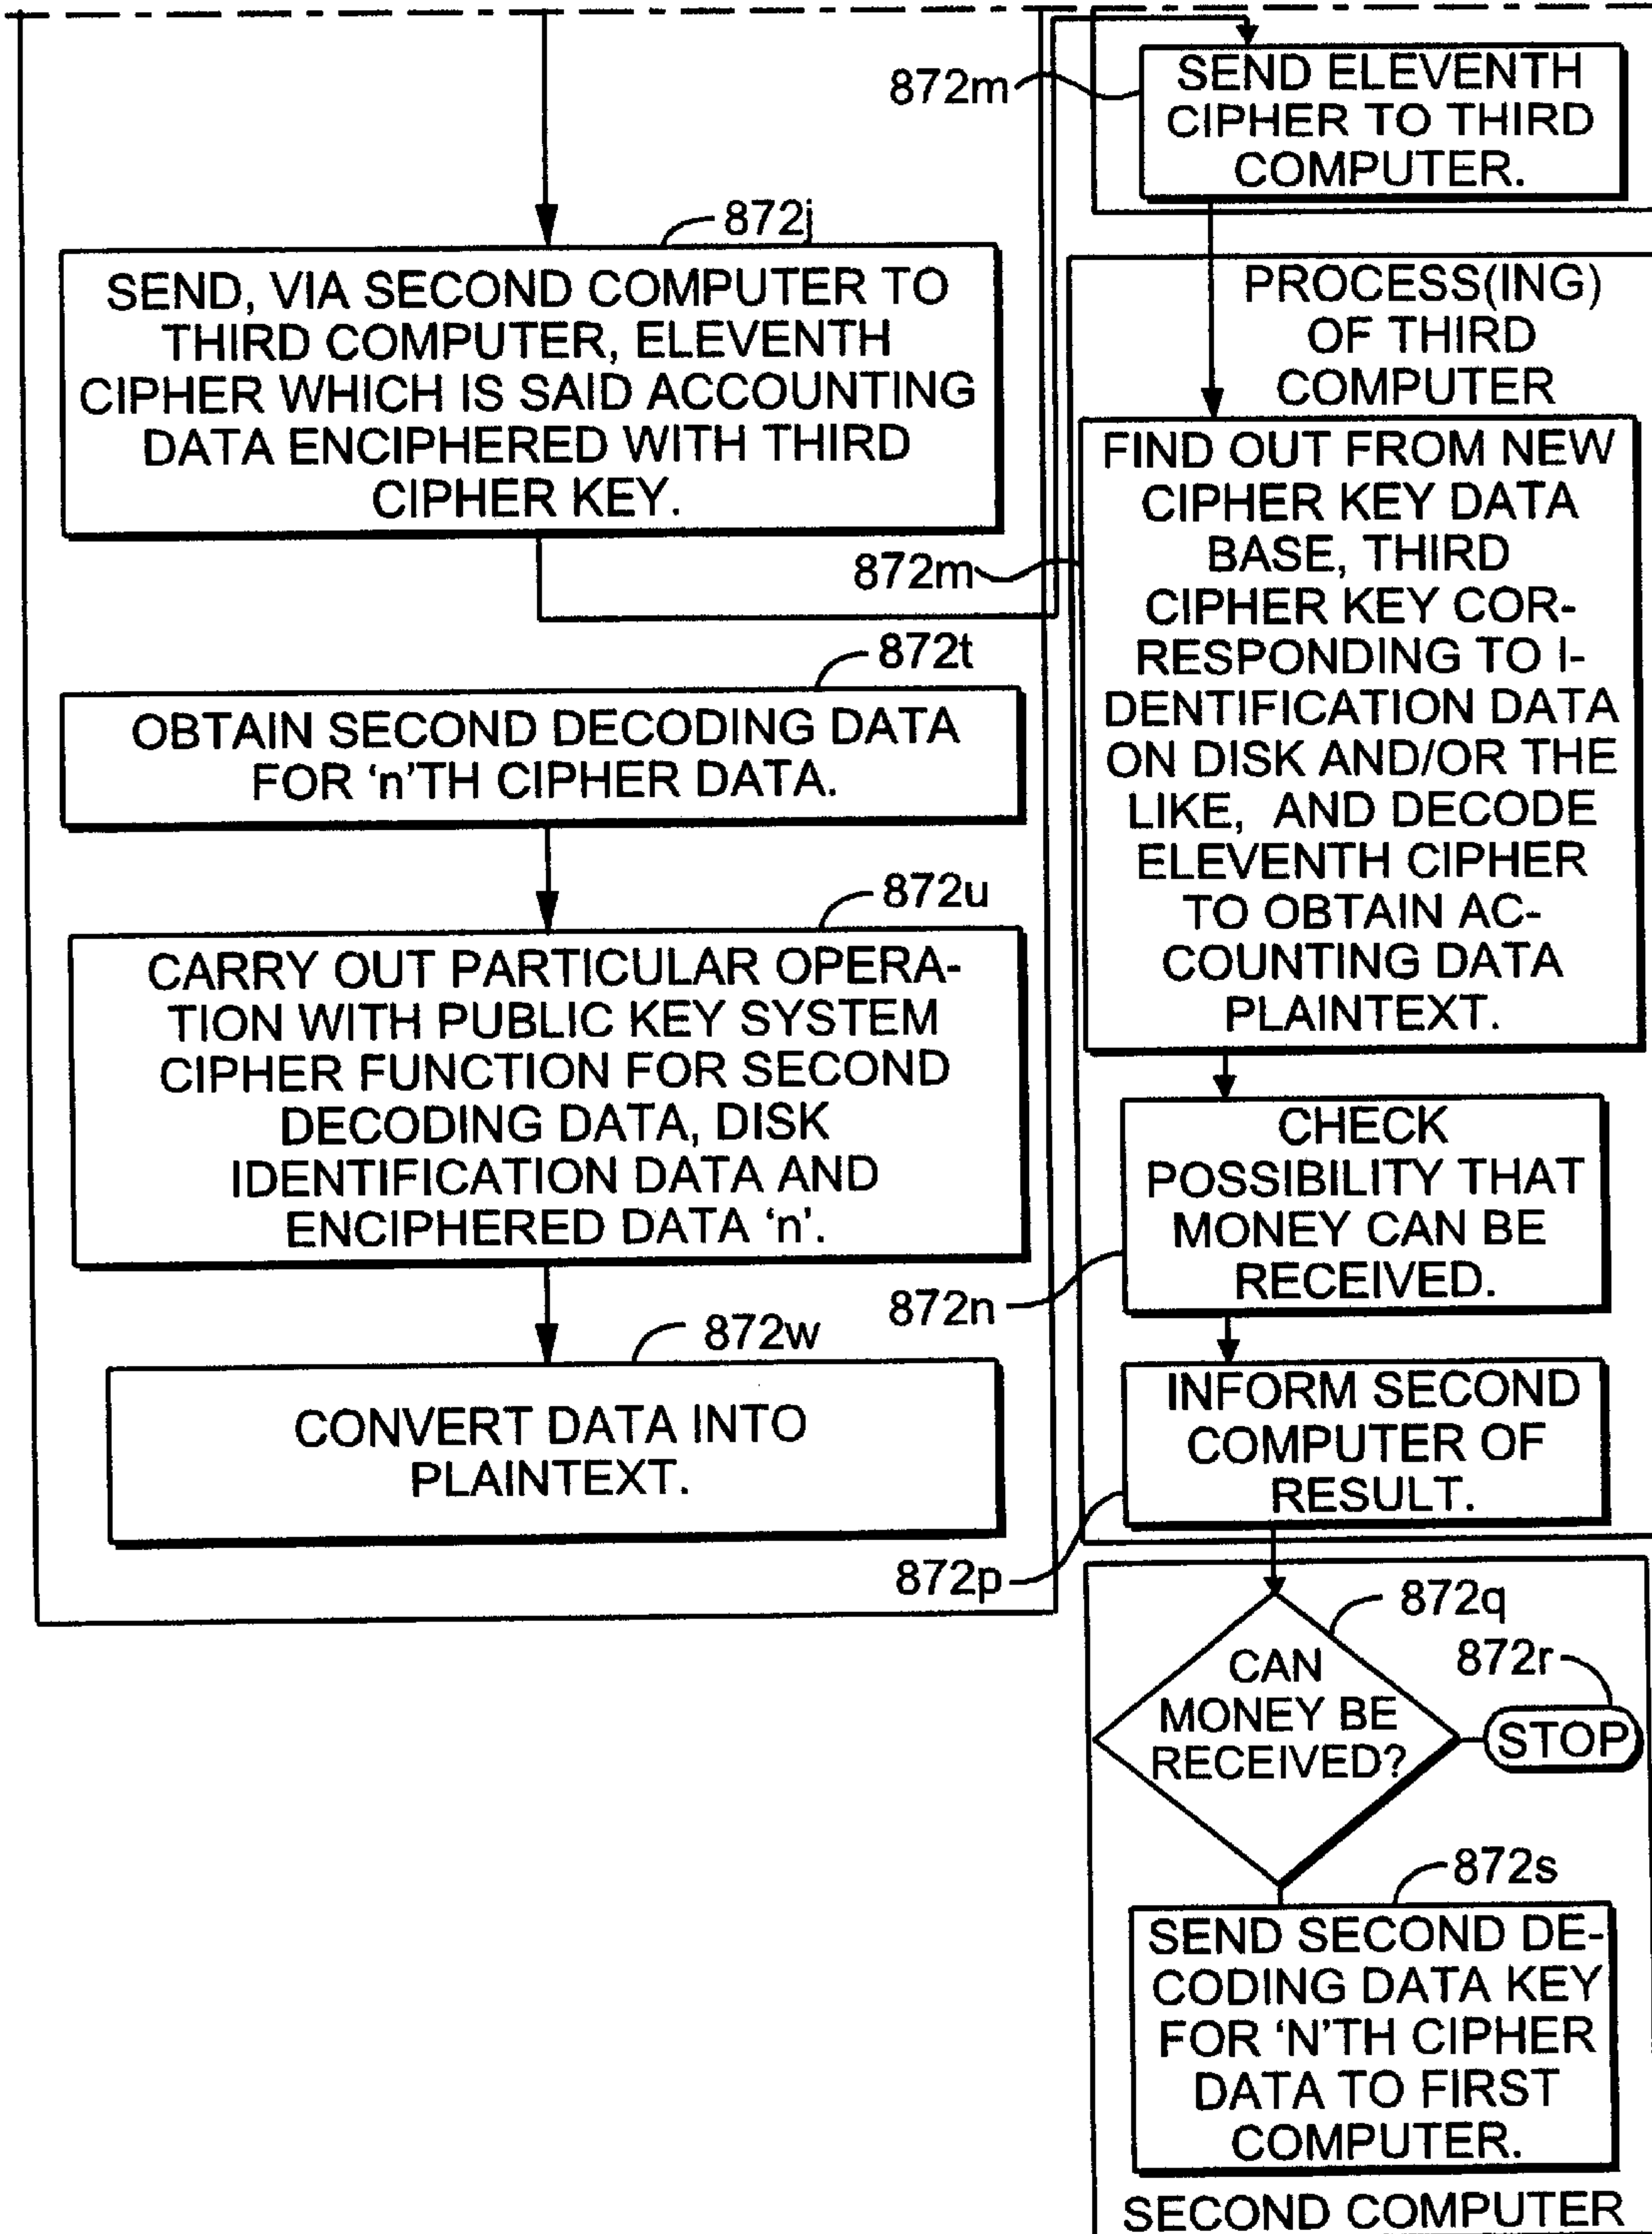 872j
SEND, VIA SECOND COMPUTER TO
THIRD COMPUTER, ELEVENTH
CIPHER WHICH IS SAID ACCOUNTING
DATA ENCIPHERED WITH THIRD
CIPHER KEY.
872t
OBTAIN SECOND DECODING DATA
FOR ‘n’TH CIPHER DATA.
872u
CARRY OUT PARTICULAR OPERA-
TION WITH PUBLIC KEY SYSTEM
CIPHER FUNCTION FOR SECOND
DECODING DATA, DISK
IDENTIFICATION DATA AND
ENCIPHERED DATA ‘n’.
872w
CONVERT DATA INTO
PLAINTEXT.
872m
SEND ELEVENTH
CIPHER TO THIRD
COMPUTER.
PROCESS(ING)
OF THIRD
COMPUTER
872m
FIND OUT FROM NEW
CIPHER KEY DATA
BASE, THIRD
CIPHER KEY COR-
RESPONDING TO I-
DENTIFICATION DATA
ON DISK AND/OR THE
LIKE, AND DECODE
ELEVENTH CIPHER
TO OBTAIN AC-
COUNTING DATA
PLAINTEXT.
872n
CHECK
POSSIBILITY THAT
MONEY CAN BE
RECEIVED.
872p
INFORM SECOND
COMPUTER OF
RESULT.
872q
CAN
MONEY BE
RECEIVED?
872r
STOP
872s
SEND SECOND DE-
CODING DATA KEY
FOR ‘N’TH CIPHER
DATA TO FIRST
COMPUTER.
SECOND COMPUTER